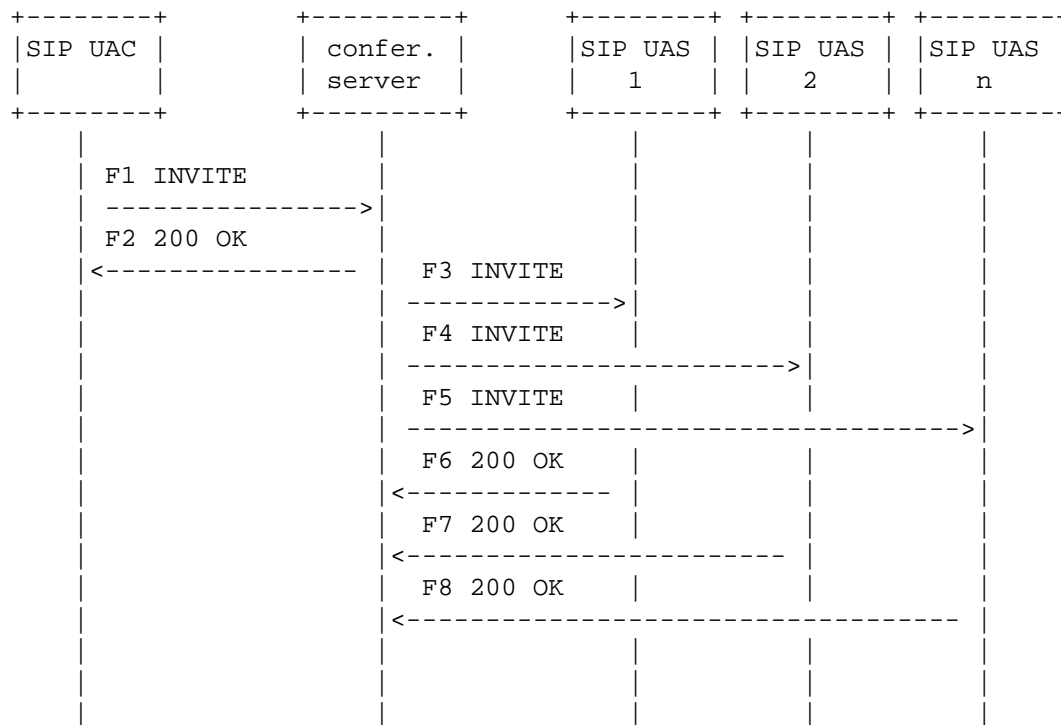 SIP UAC confer. SIP UAS SIP UAS SIP UAS
server 1 2 n
F1 INVITE
F2 200 OK
F3 INVITE
F4 INVITE
F5 INVITE
F6 200 OK
F7 200 OK
F8 200 OK